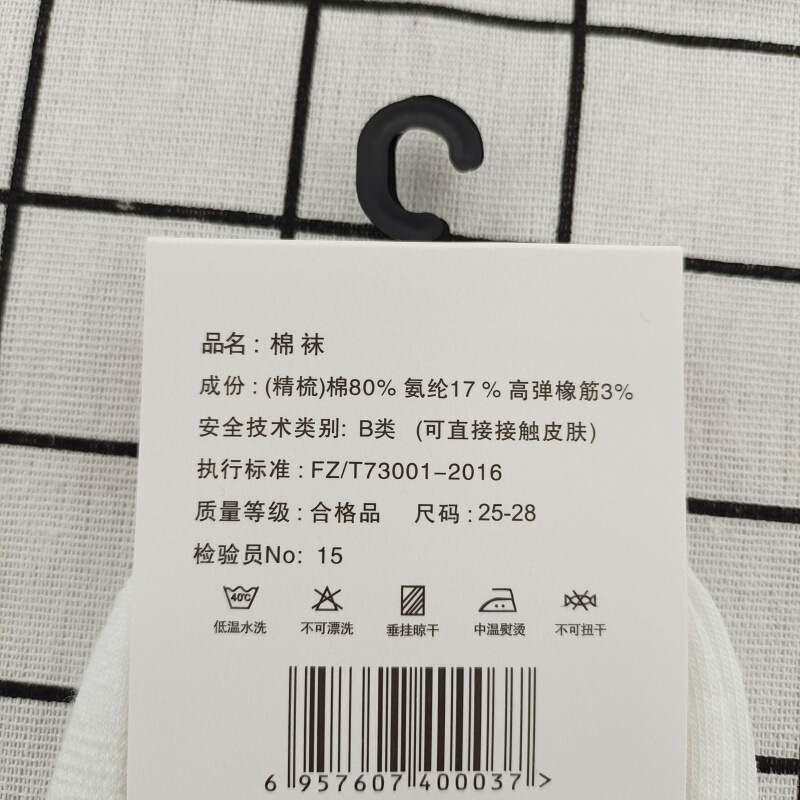 品名: 棉 袜
成份: (精梳)棉80% 氨纶17 % 高弹橡筋3%
安全技术类别: B类 (可直接接触皮肤)
执行标准: FZ/T73001-2016
质量等级: 合格品 尺码: 25-28
检验员No: 15
40℃
低温水洗 不可漂洗 垂挂晾干 中温熨烫 不可扭干
6 957607 400037 >